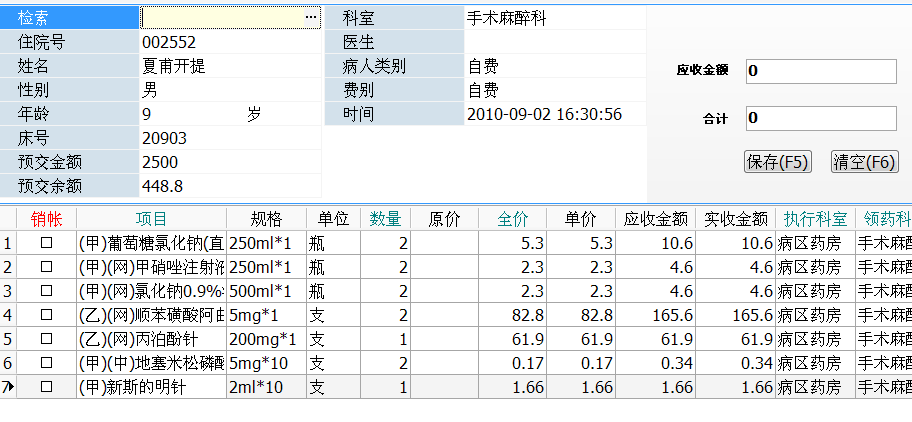 检索 ... 科室 手术麻醉科
住院号 002552 医生
姓名 夏甫开提 病人类别 自费 应收金额 0
性别 男 费别 自费
年龄 9 岁 时间 2010-09-02 16:30:56 合计 0
床号 20903
预交金额 2500 保存(F5) 清空(F6)
预交余额 448.8
销帐 项目 规格 单位 数量 原价 全价 单价 应收金额 实收金额 执行科室 领药科
1 (甲)葡萄糖氯化钠(直 250ml*1 瓶 2 5.3 5.3 10.6 10.6 病区药房 手术麻醉
2 (甲)(网)甲硝唑注射液 250ml*1 瓶 2 2.3 2.3 4.6 4.6 病区药房 手术麻醉
3 (甲)(网)氯化钠0.9%* 500ml*1 瓶 2 2.3 2.3 4.6 4.6 病区药房 手术麻醉
4 (乙)(网)顺苯磺酸阿曲 5mg*1 支 2 82.8 82.8 165.6 165.6 病区药房 手术麻醉
5 (乙)(网)丙泊酚针 200mg*1 支 1 61.9 61.9 61.9 61.9 病区药房 手术麻醉
6 (甲)(中)地塞米松磷酸 5mg*10 支 2 0.17 0.17 0.34 0.34 病区药房 手术麻醉
7 (甲)新斯的明针 2ml*10 支 1 1.66 1.66 1.66 1.66 病区药房 手术麻醉